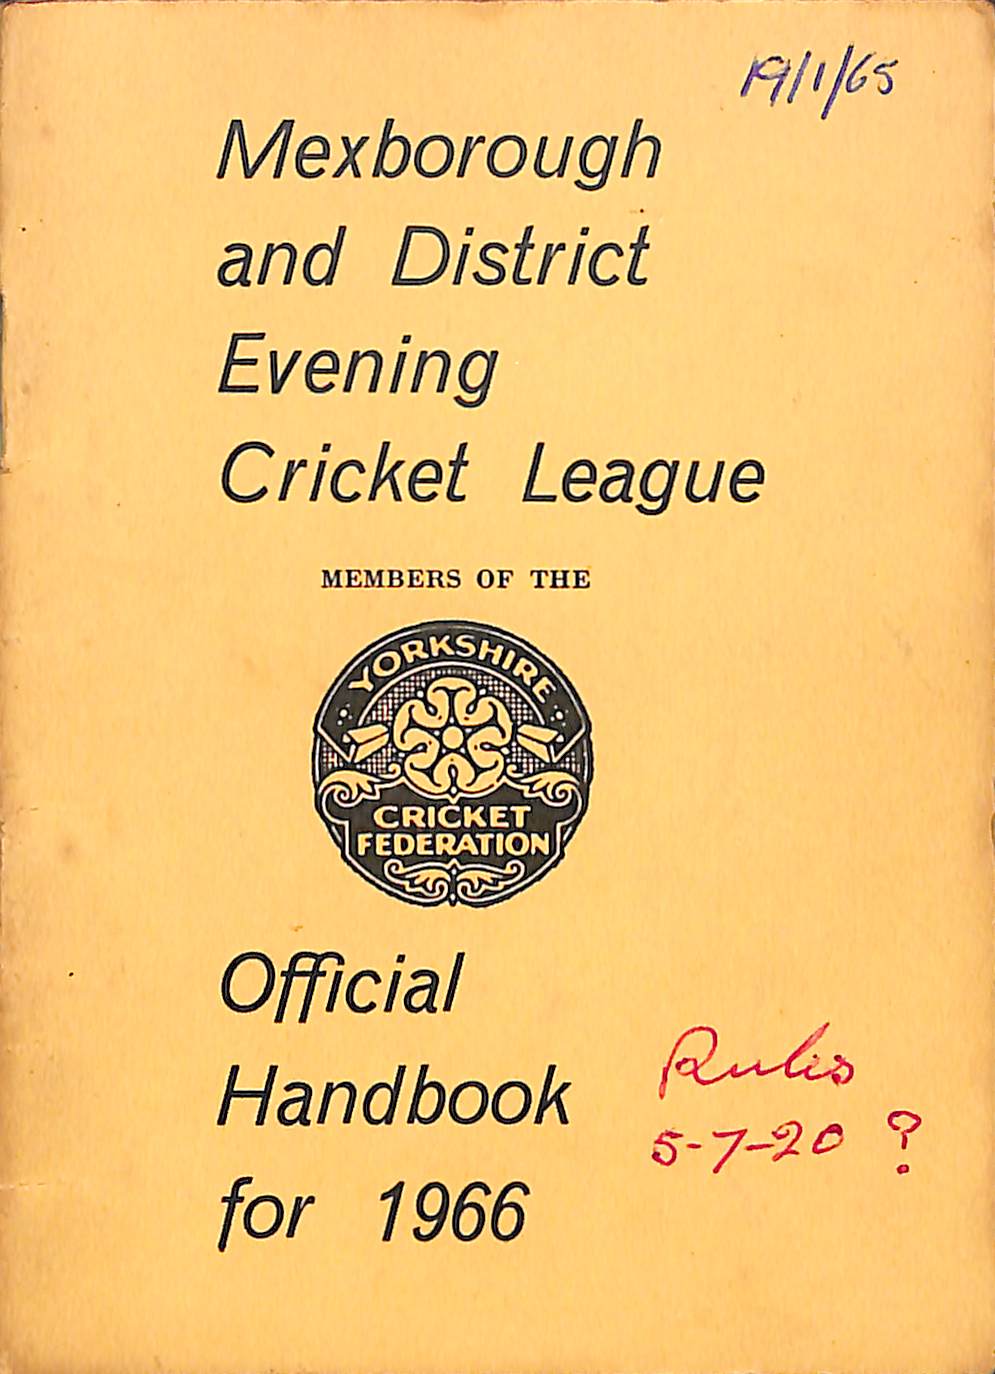 19/1/65
Mexborough
and District
Evening
Cricket League
MEMBERS OF THE
YORKSHIRE
CRICKET
FEDERATION
Official
Handbook
for 1966
Rules
5-7-20 ?